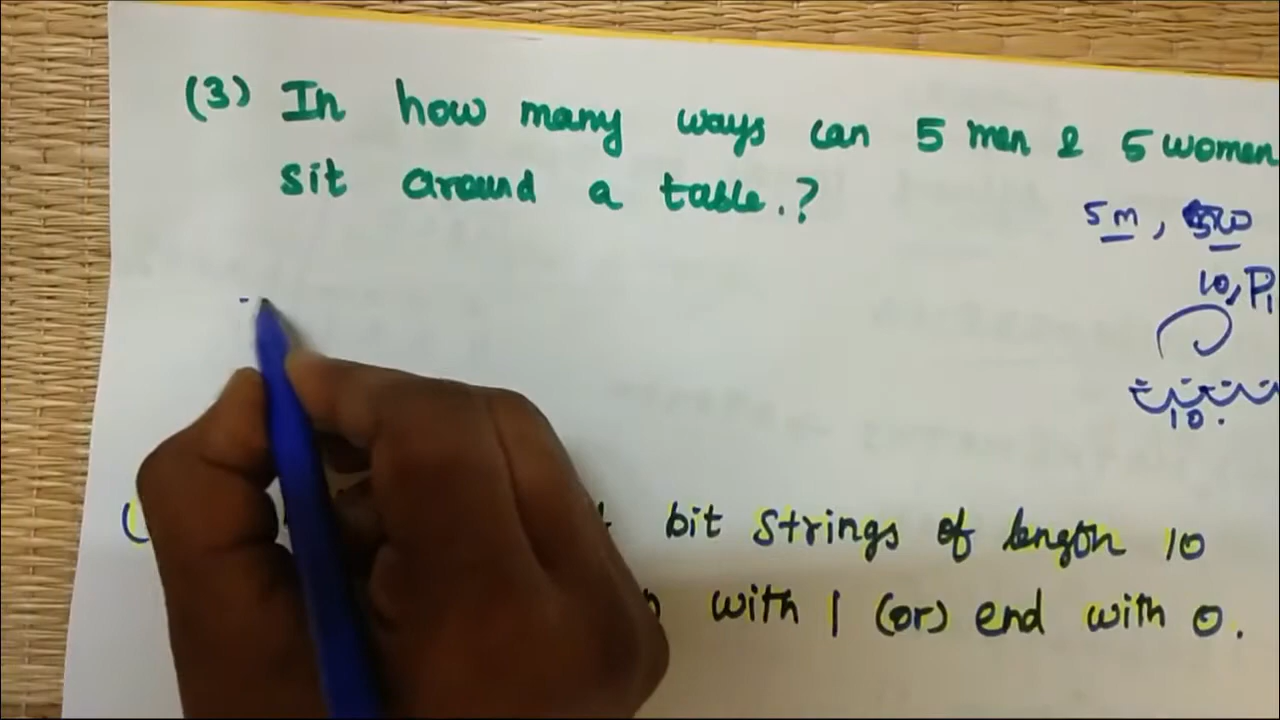 (3) In how many ways can 5 men & 5 women
sit around a table.?
5m, 5w
10, P1
10.
bit strings of length 10
with 1 (or) end with 0.